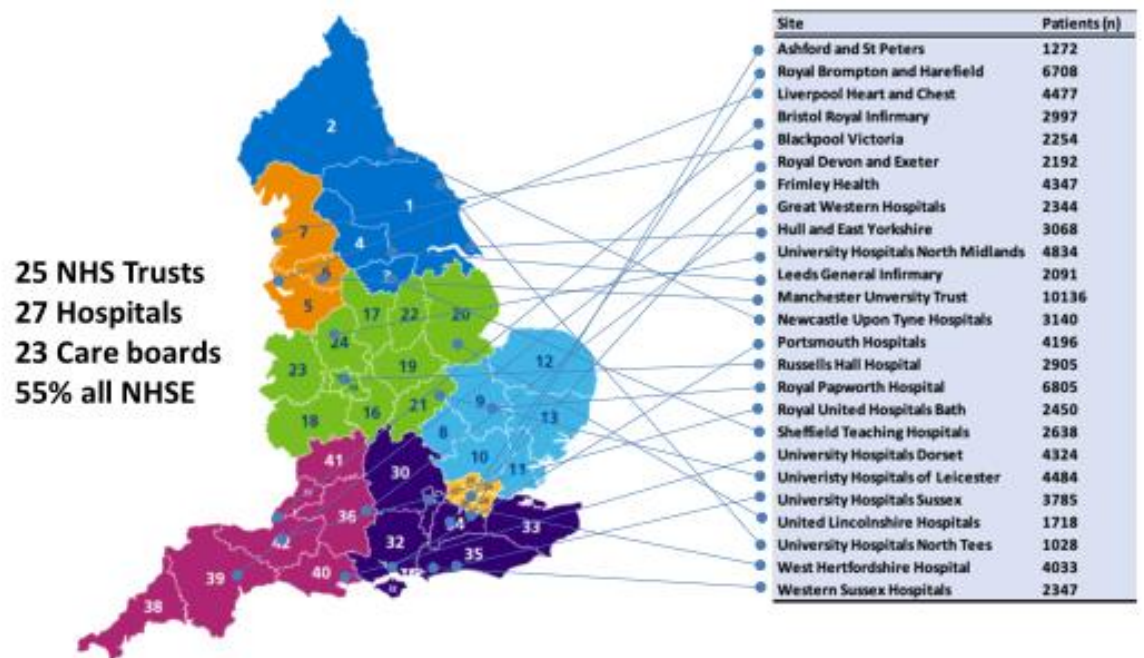 25 NHS Trusts
27 Hospitals
23 Care boards
55% all NHSE
2
1
7
4
5
17
22
20
24
23
19
12
9
13
18
16
21
8
10
11
41
30
36
33
32
35
39
40
38
Site Patients (n)
Ashford and St Peters 1272
Royal Brompton and Harefield 6708
Liverpool Heart and Chest 4477
Bristol Royal Infirmary 2997
Blackpool Victoria 2254
Royal Devon and Exeter 2192
Frimley Health 4347
Great Western Hospitals 2344
Hull and East Yorkshire 3068
University Hospitals North Midlands 4834
Leeds General Infirmary 2091
Manchester Unversity Trust 10136
Newcastle Upon Tyne Hospitals 3140
Portsmouth Hospitals 4196
Russells Hall Hospital 2905
Royal Papworth Hospital 6805
Royal United Hospitals Bath 2450
Sheffield Teaching Hospitals 2638
University Hospitals Dorset 4324
Univeristy Hospitals of Leicester 4484
University Hospitals Sussex 3785
United Lincolnshire Hospitals 1718
University Hospitals North Tees 1028
West Hertfordshire Hospital 4033
Western Sussex Hospitals 2347